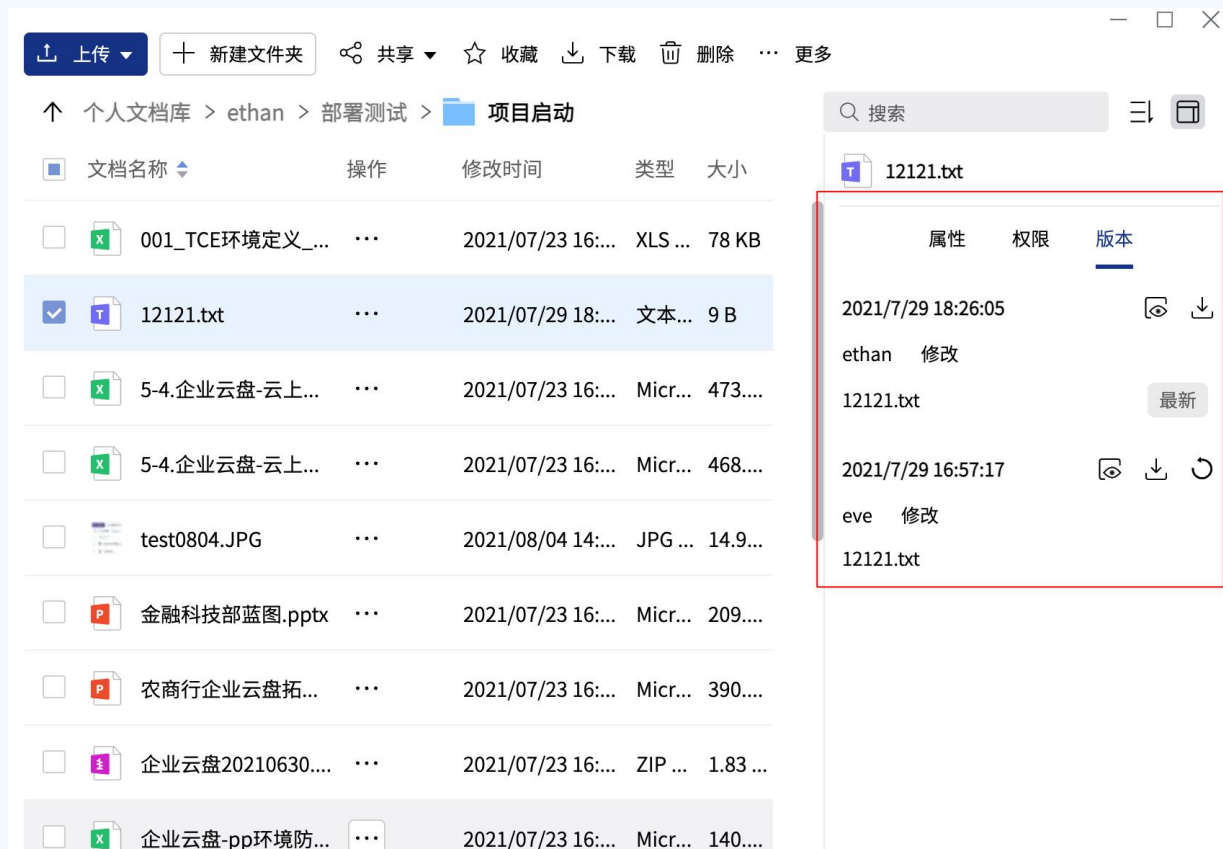 上传 新建文件夹 共享 收藏 下载 删除 ··· 更多
个人文档库 > ethan > 部署测试 > 项目启动
搜索
文档名称 操作 修改时间 类型 大小
001_TCE环境定义_... ··· 2021/07/23 16:... XLS ... 78 KB
12121.txt ··· 2021/07/29 18:... 文本... 9 B
5-4.企业云盘-云上... ··· 2021/07/23 16:... Micr... 473....
5-4.企业云盘-云上... ··· 2021/07/23 16:... Micr... 468....
test0804.JPG ··· 2021/08/04 14:... JPG ... 14.9...
金融科技部蓝图.pptx ··· 2021/07/23 16:... Micr... 209....
农商行企业云盘拓... ··· 2021/07/23 16:... Micr... 390....
企业云盘20210630.... ··· 2021/07/23 16:... ZIP ... 1.83 ...
企业云盘-pp环境防... ··· 2021/07/23 16:... Micr... 140....
12121.txt
属性 权限 版本
2021/7/29 18:26:05
ethan 修改
12121.txt 最新
2021/7/29 16:57:17
eve 修改
12121.txt